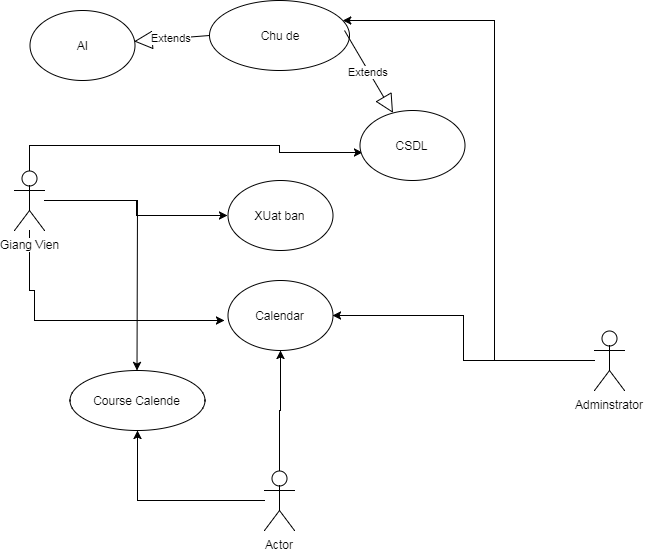 AI
Extends
Chu de
Extends
CSDL
XUat ban
Giang Vien
Calendar
Course Calende
Adminstrator
Actor